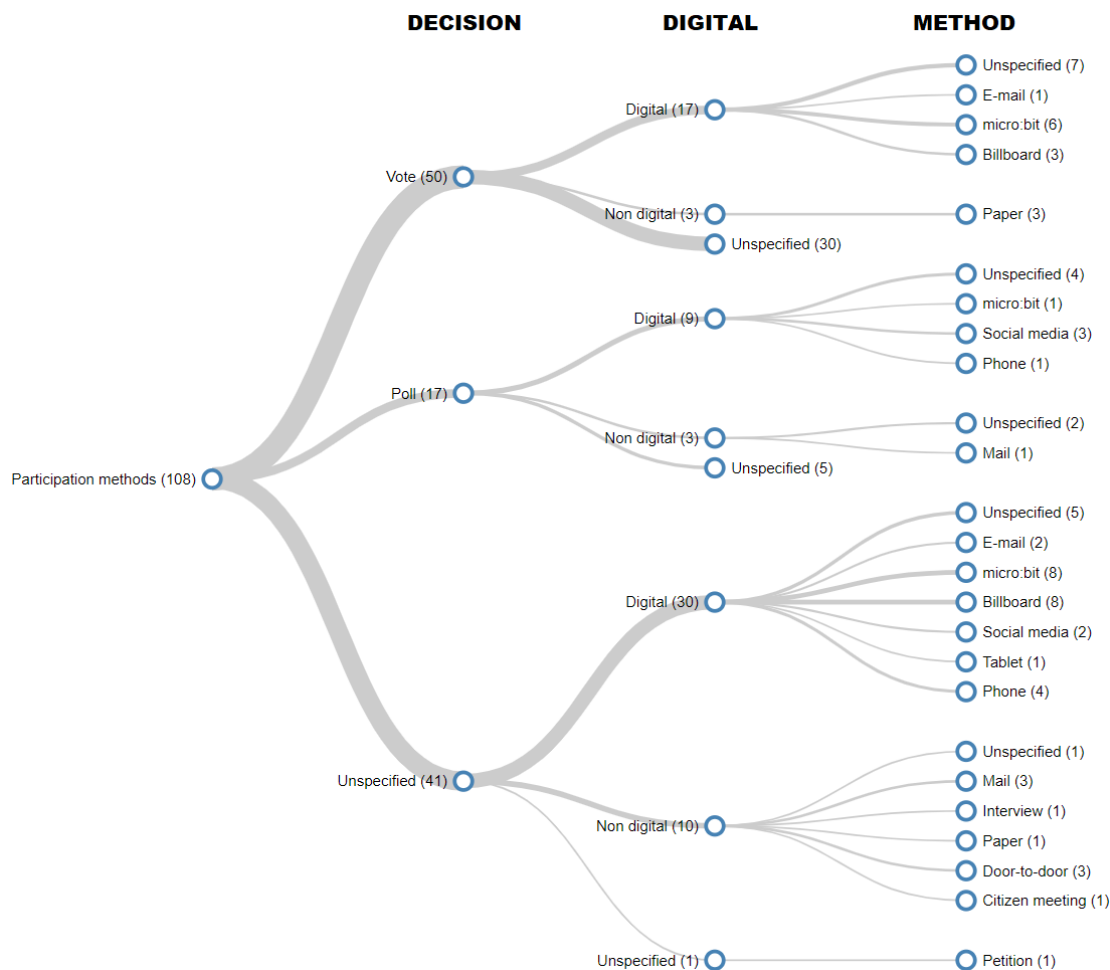 DECISION
DIGITAL
METHOD
Unspecified (7)
E-mail (1)
Digital (17)
micro:bit (6)
Billboard (3)
Vote (50)
Non digital (3)
Paper (3)
Unspecified (30)
Unspecified (4)
micro:bit (1)
Digital (9)
Social media (3)
Phone (1)
Poll (17)
Unspecified (2)
Non digital (3)
Mail (1)
Unspecified (5)
Participation methods (108)
Unspecified (5)
E-mail (2)
micro:bit (8)
Digital (30)
Billboard (8)
Social media (2)
Tablet (1)
Phone (4)
Unspecified (1)
Unspecified (41)
Mail (3)
Interview (1)
Non digital (10)
Paper (1)
Door-to-door (3)
Citizen meeting (1)
Unspecified (1)
Petition (1)